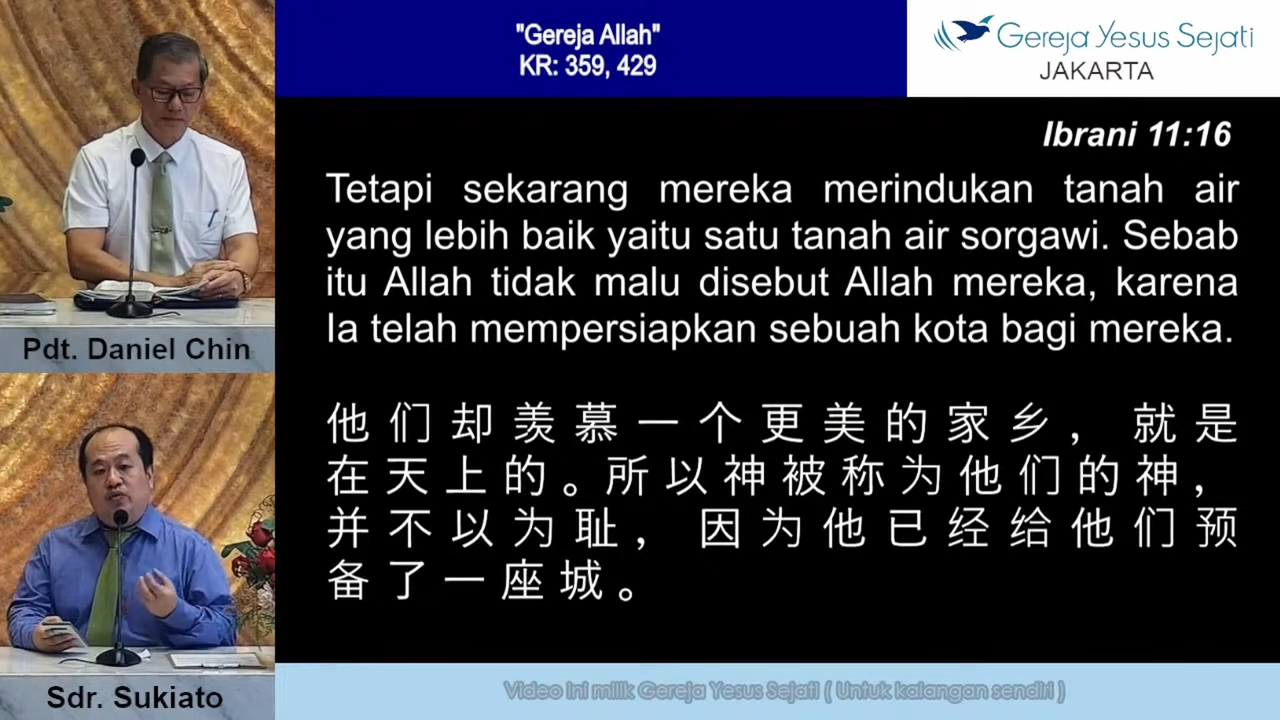 "Gereja Allah"
KR: 359, 429
Gereja Yesus Sejati
JAKARTA
Ibrani 11:16
Tetapi sekarang mereka merindukan tanah air
yang lebih baik yaitu satu tanah air sorgawi. Sebab
itu Allah tidak malu disebut Allah mereka, karena
Ia telah mempersiapkan sebuah kota bagi mereka.
他们却羡慕一个更美的家乡，就是
在天上的。所以神被称为他们的神，
并不以为耻，因为他已经给他们预
备了一座城。
Pdt. Daniel Chin
Sdr. Sukiato
Video ini milik Gereja Yesus Sejati ( Untuk kalangan sendiri )